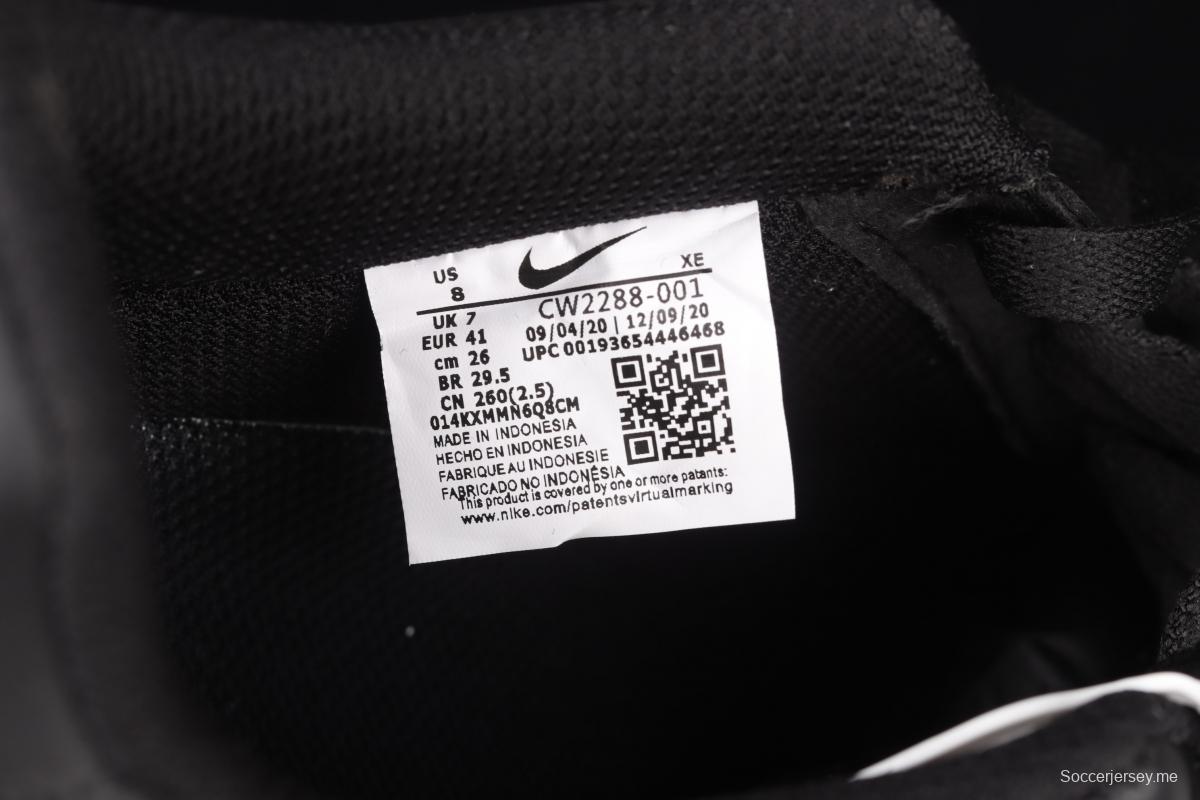 US XE
8
CW2288-001
UK 7
09/04/20 | 12/09/20
EUR 41
UPC 00193654446468
cm 26
BR 29.5
CN 260(2.5)
014KXMMN6Q8CM
MADE IN INDONESIA
HECHO EN INDONESIA
FABRIQUE AU INDONESIE
FABRICADO NO INDONÉSIA
This product is covered by one or more patents:
www.nike.com/patentsvirtualmarking
Soccerjersey.me